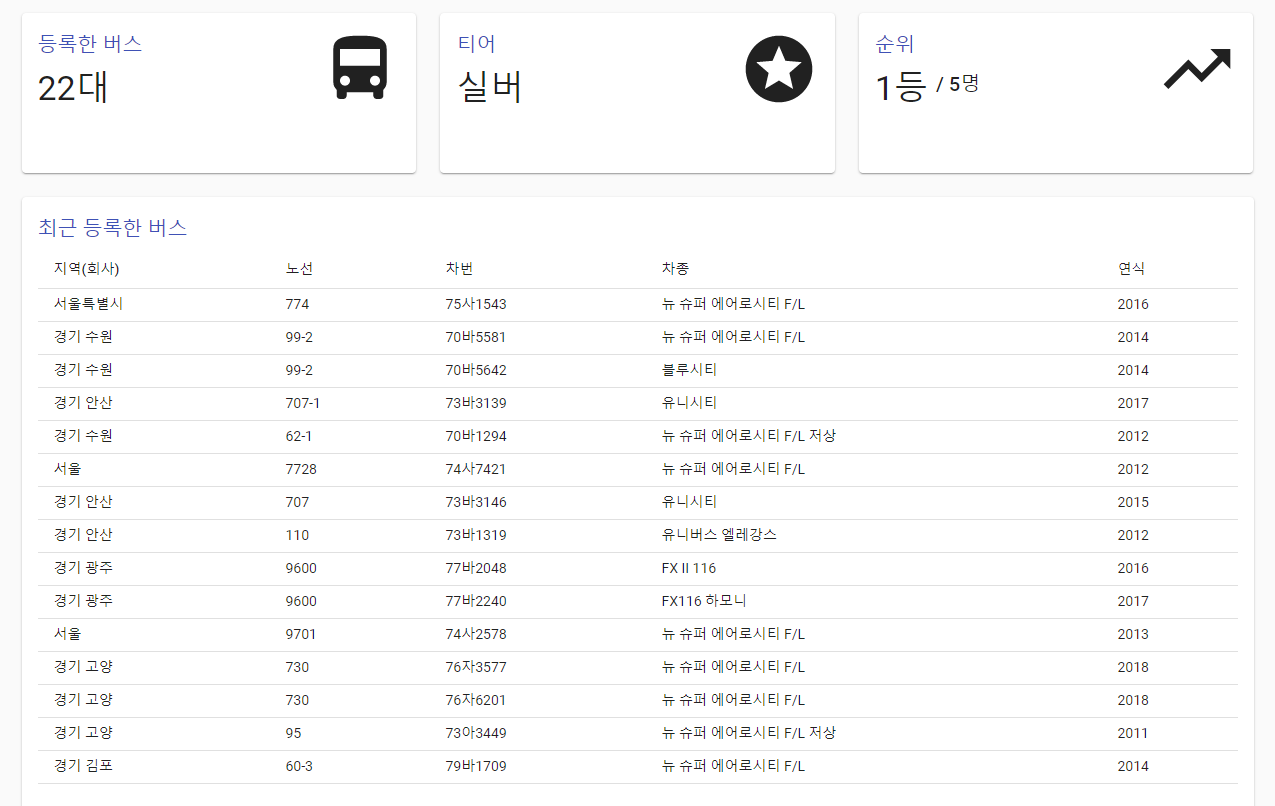 등록한 버스
22대
티어
실버
순위
1등 / 5명
최근 등록한 버스
지역(회사) 노선 차번 차종 연식
서울특별시 774 75사1543 뉴 슈퍼 에어로시티 F/L 2016
경기 수원 99-2 70바5581 뉴 슈퍼 에어로시티 F/L 2014
경기 수원 99-2 70바5642 블루시티 2014
경기 안산 707-1 73바3139 유니시티 2017
경기 수원 62-1 70바1294 뉴 슈퍼 에어로시티 F/L 저상 2012
서울 7728 74사7421 뉴 슈퍼 에어로시티 F/L 2012
경기 안산 707 73바3146 유니시티 2015
경기 안산 110 73바1319 유니버스 엘레강스 2012
경기 광주 9600 77바2048 FX II 116 2016
경기 광주 9600 77바2240 FX116 하모니 2017
서울 9701 74사2578 뉴 슈퍼 에어로시티 F/L 2013
경기 고양 730 76자3577 뉴 슈퍼 에어로시티 F/L 2018
경기 고양 730 76자6201 뉴 슈퍼 에어로시티 F/L 2018
경기 고양 95 73아3449 뉴 슈퍼 에어로시티 F/L 저상 2011
경기 김포 60-3 79바1709 뉴 슈퍼 에어로시티 F/L 2014